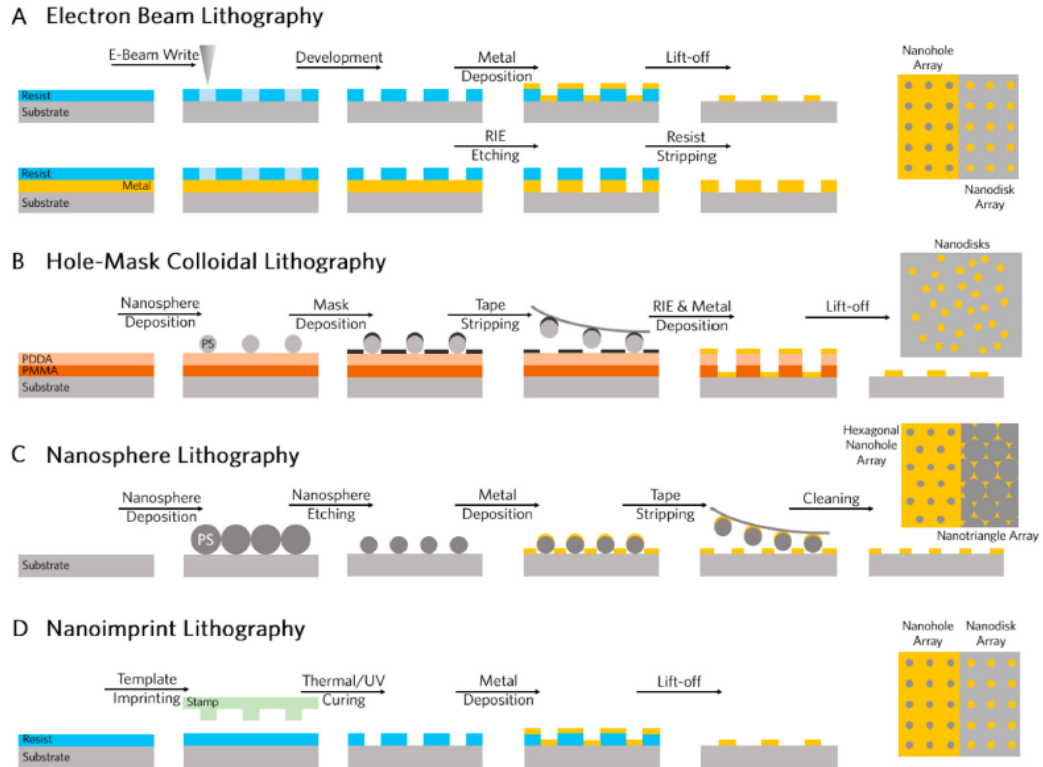 A Electron Beam Lithography
E-Beam Write
Development
Metal
Deposition
Lift-off
Nanohole
Array
Resist
Substrate
RIE
Etching
Resist
Stripping
Resist
Metal
Substrate
Nanodisk
Array
B Hole-Mask Colloidal Lithography
Nanodisks
Nanosphere
Deposition
Mask
Deposition
Tape
Stripping
RIE & Metal
Deposition
Lift-off
PS
PDDA
PMMA
Substrate
C Nanosphere Lithography
Hexagonal
Nanohole
Array
Nanosphere
Deposition
Nanosphere
Etching
Metal
Deposition
Tape
Stripping
Cleaning
PS
Nanotriangle Array
Substrate
D Nanoimprint Lithography
Nanohole
Array
Nanodisk
Array
Template
Imprinting
Stamp
Thermal/UV
Curing
Metal
Deposition
Lift-off
Resist
Substrate